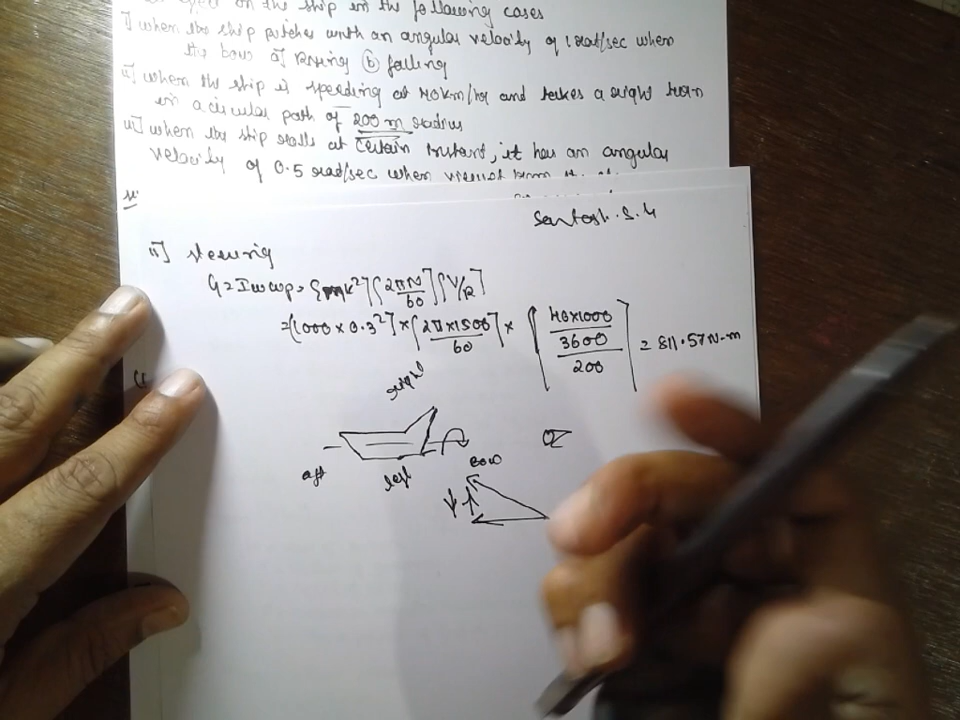 on the ship in the following cases
i] when the ship pitches with an angular velocity of 1 rad/sec when
the bow a] Rising ⓑ falling
ii] when the ship is speeding at 40km/hr and takes a right turn
in a circular path of 200 m radius
iii] when the ship rolls at certain instant, it has an angular
velocity of 0.5 rad/sec when viewed from the
Santosh.S.4
ii] steering
G = Iωωp = [mk²] [2πN/60] [V/R]
= [1000 × 0.3²] × [2π×1500/60] × [40×1000/3600/200] = 811.57 N-m
right
aft
left
Bow